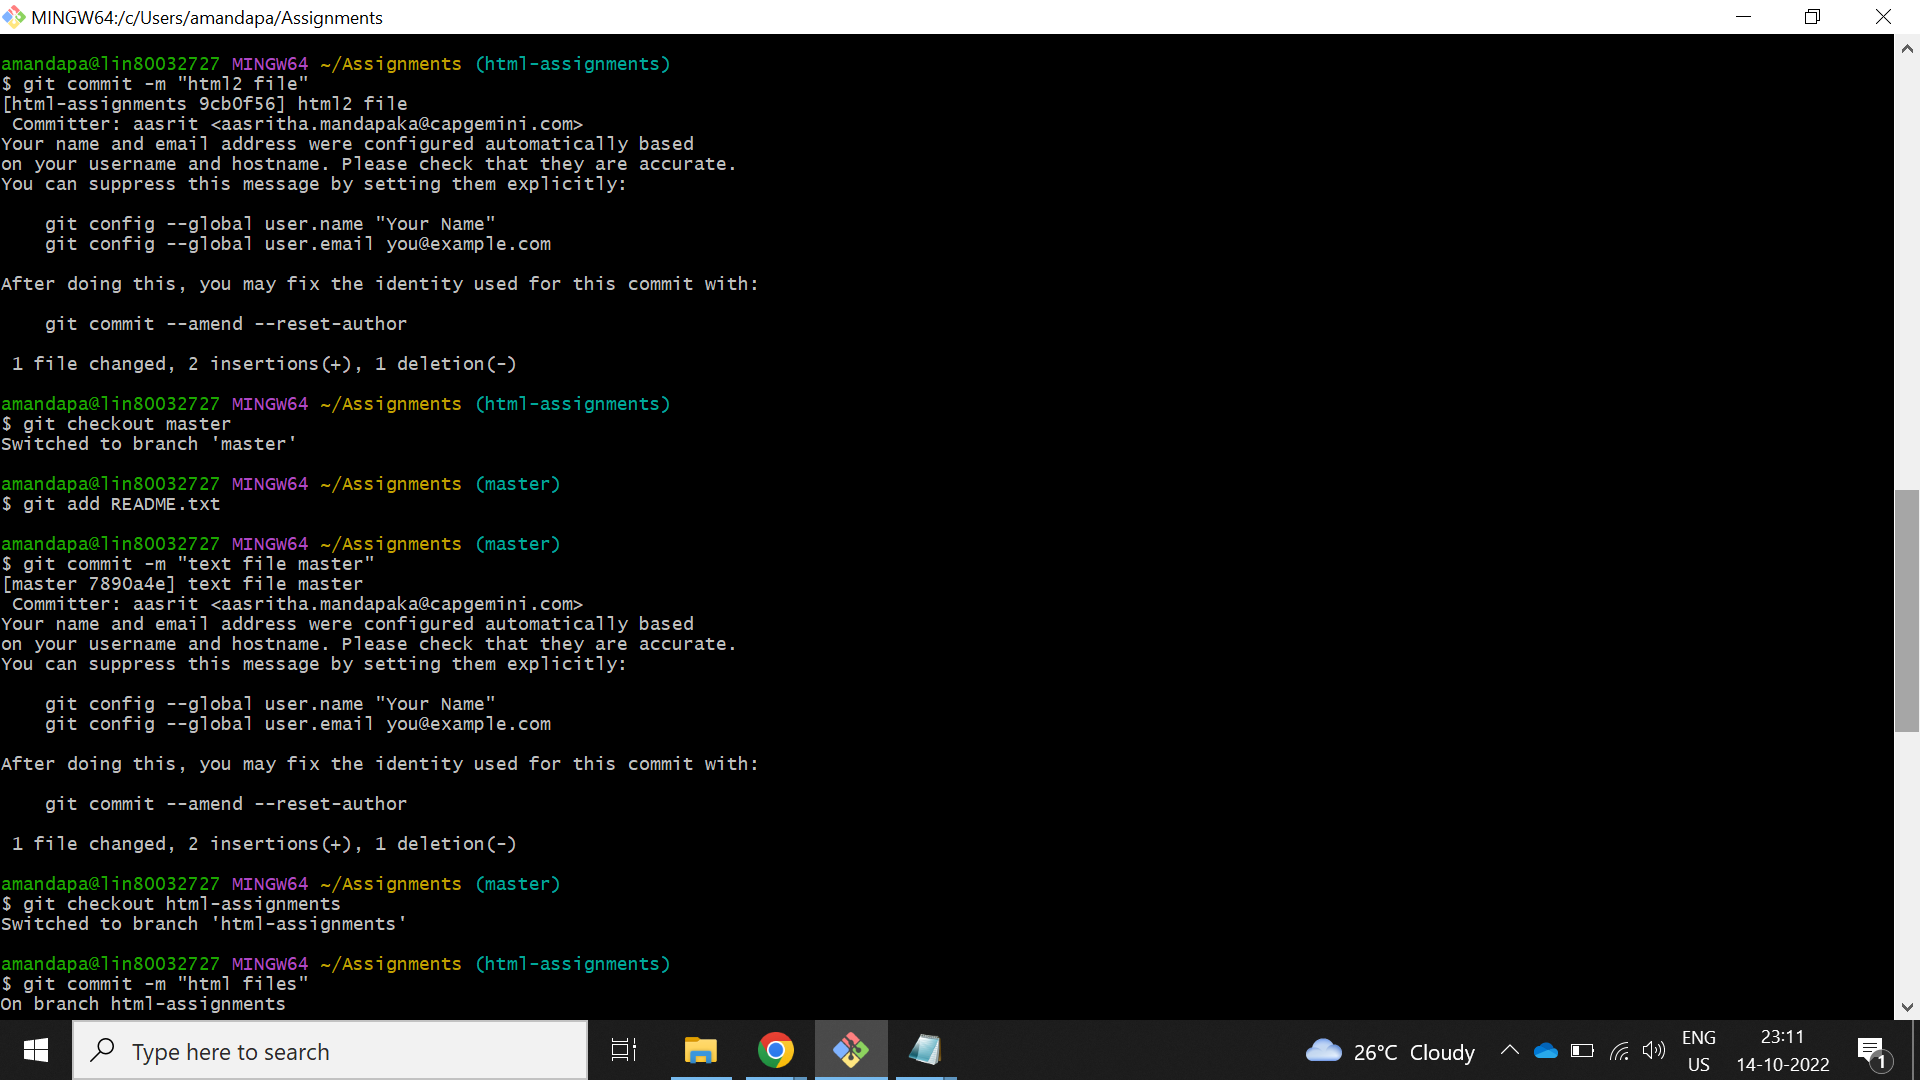 MINGW64:/c/Users/amandapa/Assignments
amandapa@lin80032727 MINGW64 ~/Assignments (html-assignments)
$ git commit -m "html2 file"
[html-assignments 9cb0f56] html2 file
 Committer: aasrit <aasritha.mandapaka@capgemini.com>
Your name and email address were configured automatically based
on your username and hostname. Please check that they are accurate.
You can suppress this message by setting them explicitly:
    git config --global user.name "Your Name"
    git config --global user.email you@example.com
After doing this, you may fix the identity used for this commit with:
    git commit --amend --reset-author
 1 file changed, 2 insertions(+), 1 deletion(-)
amandapa@lin80032727 MINGW64 ~/Assignments (html-assignments)
$ git checkout master
Switched to branch 'master'
amandapa@lin80032727 MINGW64 ~/Assignments (master)
$ git add README.txt
amandapa@lin80032727 MINGW64 ~/Assignments (master)
$ git commit -m "text file master"
[master 7890a4e] text file master
 Committer: aasrit <aasritha.mandapaka@capgemini.com>
Your name and email address were configured automatically based
on your username and hostname. Please check that they are accurate.
You can suppress this message by setting them explicitly:
    git config --global user.name "Your Name"
    git config --global user.email you@example.com
After doing this, you may fix the identity used for this commit with:
    git commit --amend --reset-author
 1 file changed, 2 insertions(+), 1 deletion(-)
amandapa@lin80032727 MINGW64 ~/Assignments (master)
$ git checkout html-assignments
Switched to branch 'html-assignments'
amandapa@lin80032727 MINGW64 ~/Assignments (html-assignments)
$ git commit -m "html files"
On branch html-assignments
Type here to search
26°C Cloudy
ENG
US
23:11
14-10-2022
1